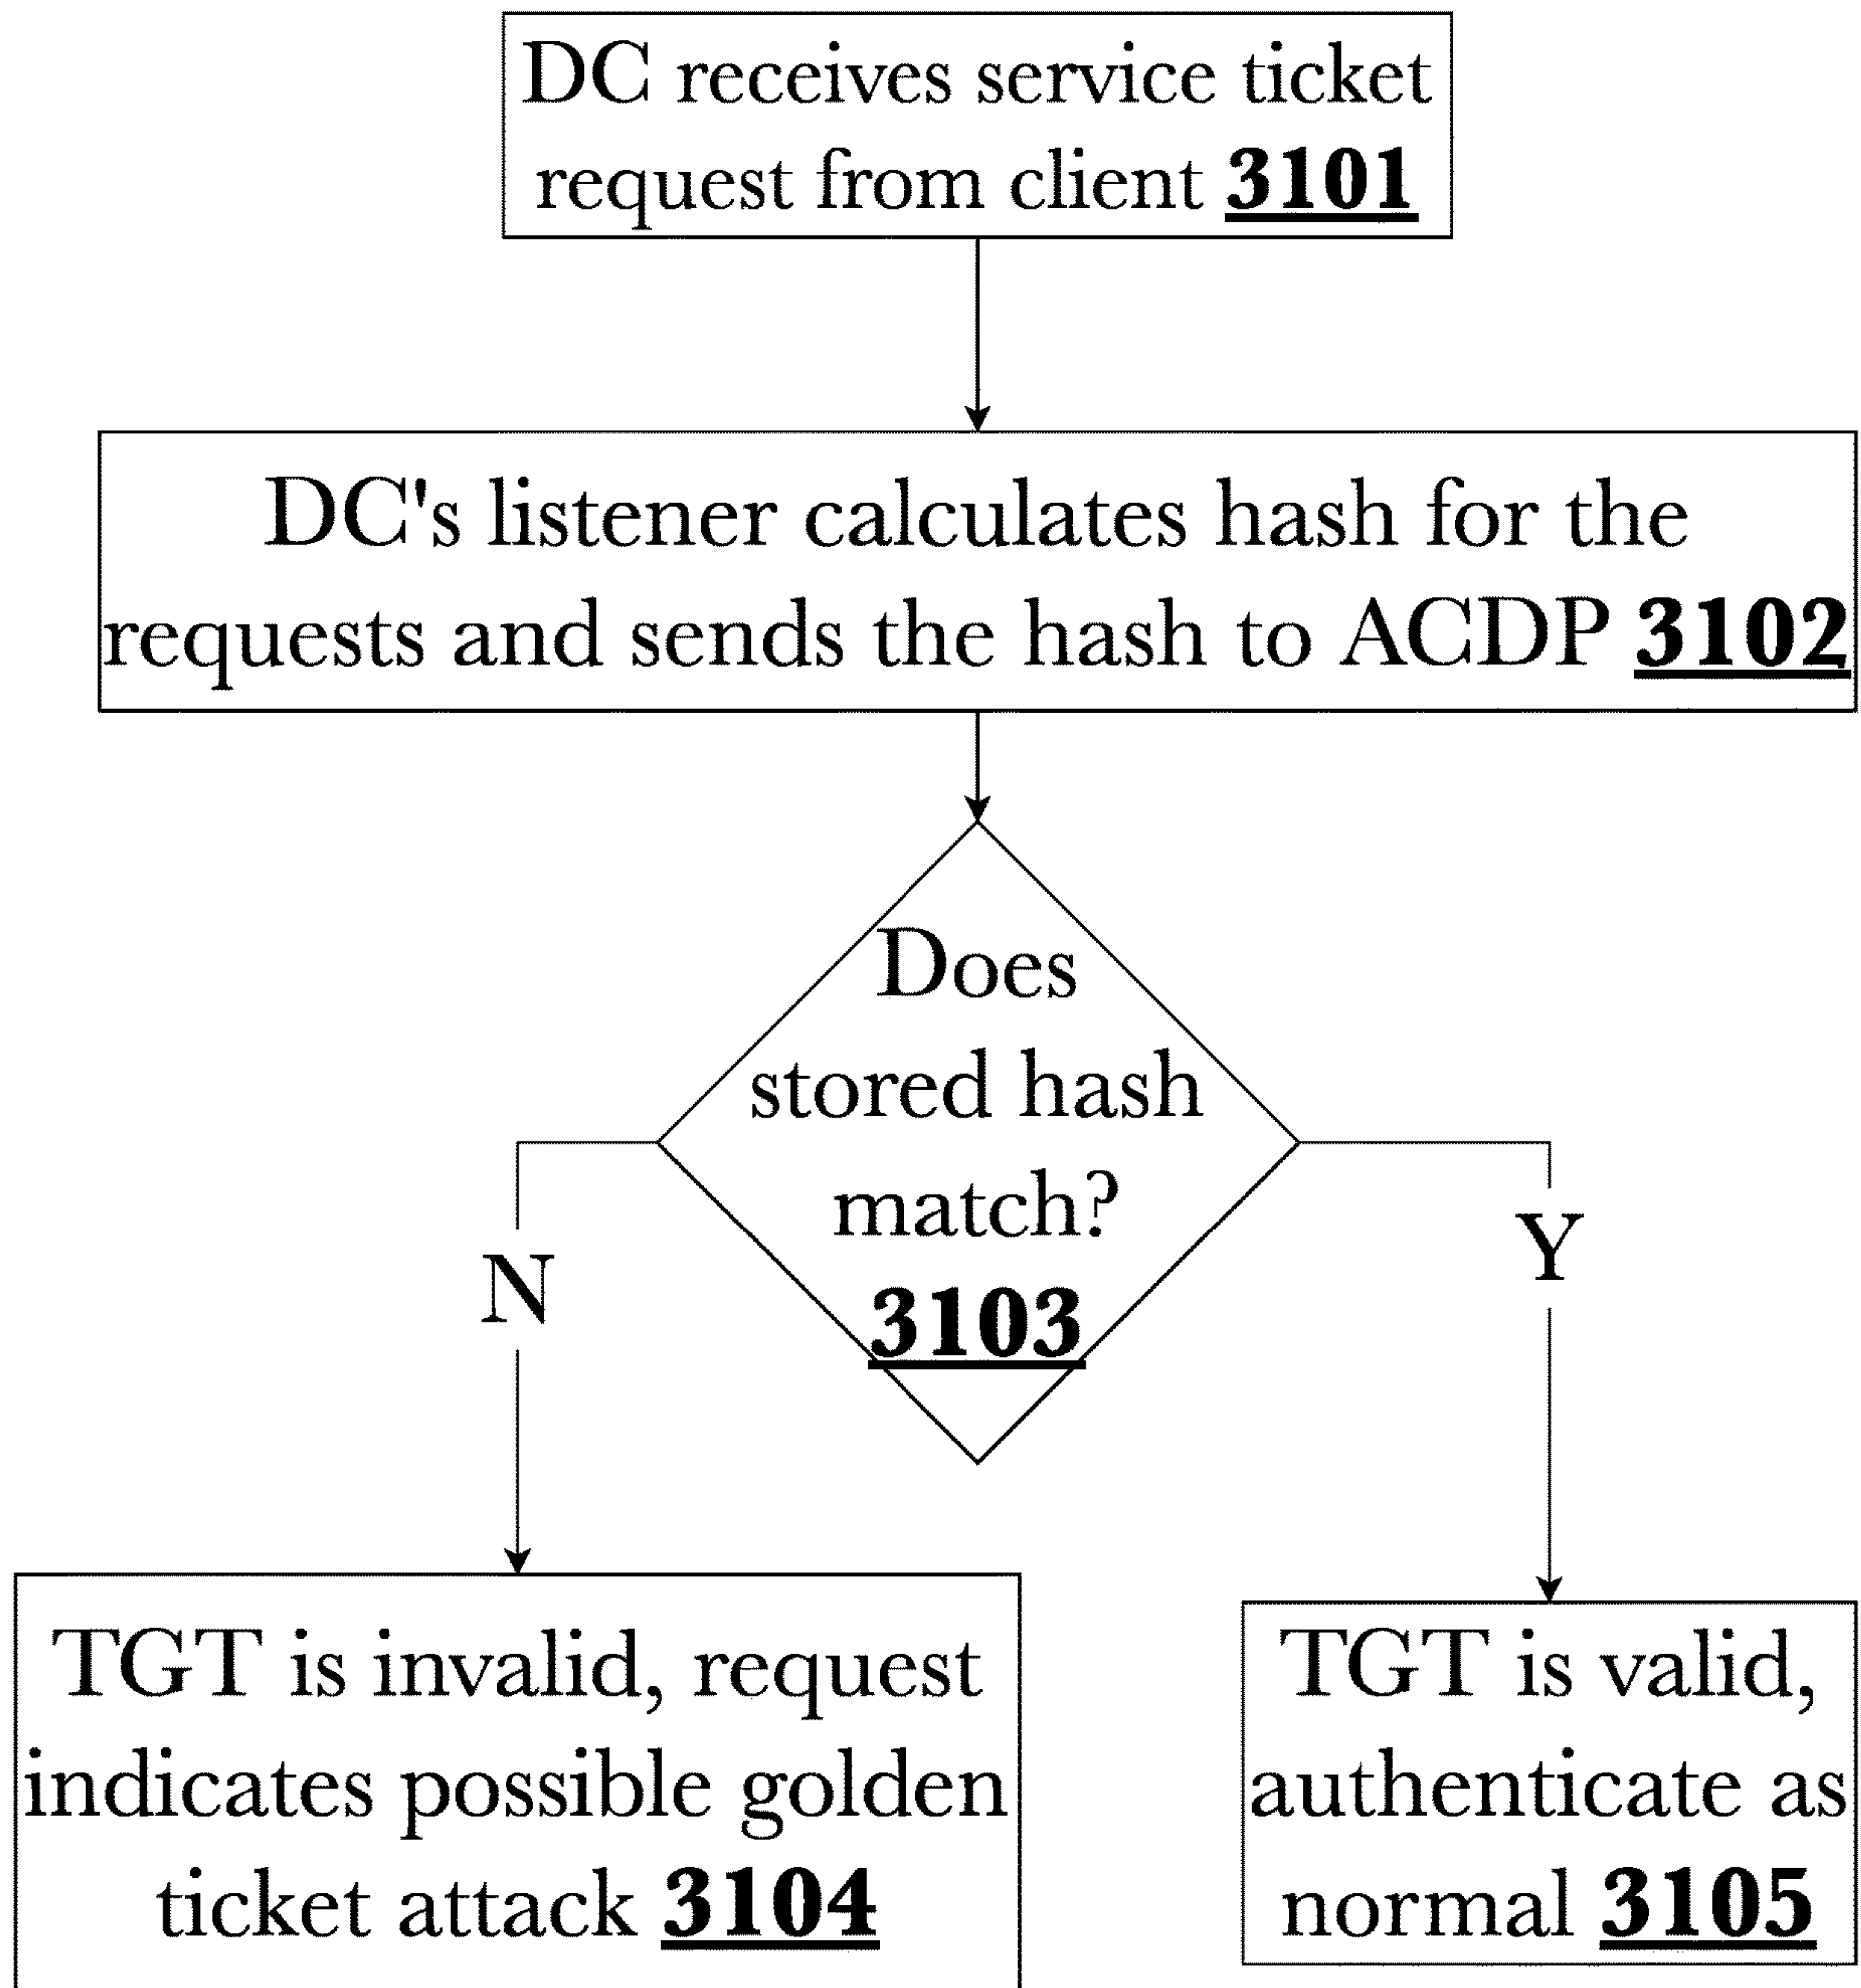 DC receives service ticket
request from client 3101
DC's listener calculates hash for the
requests and sends the hash to ACDP 3102
Does
stored hash
match?
3103
N
Y
TGT is invalid, request
indicates possible golden
ticket attack 3104
TGT is valid,
authenticate as
normal 3105